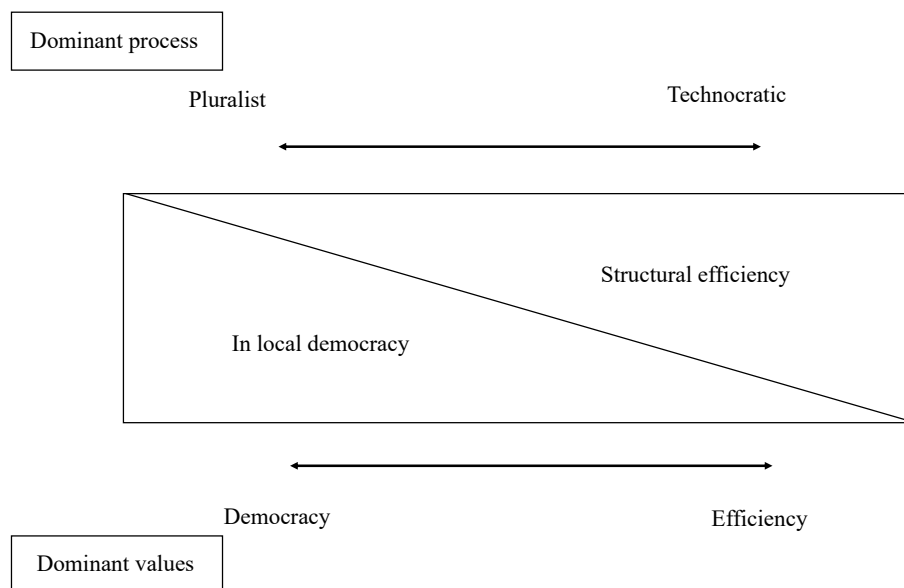 Dominant process
Pluralist
Technocratic
Structural efficiency
In local democracy
Democracy
Efficiency
Dominant values